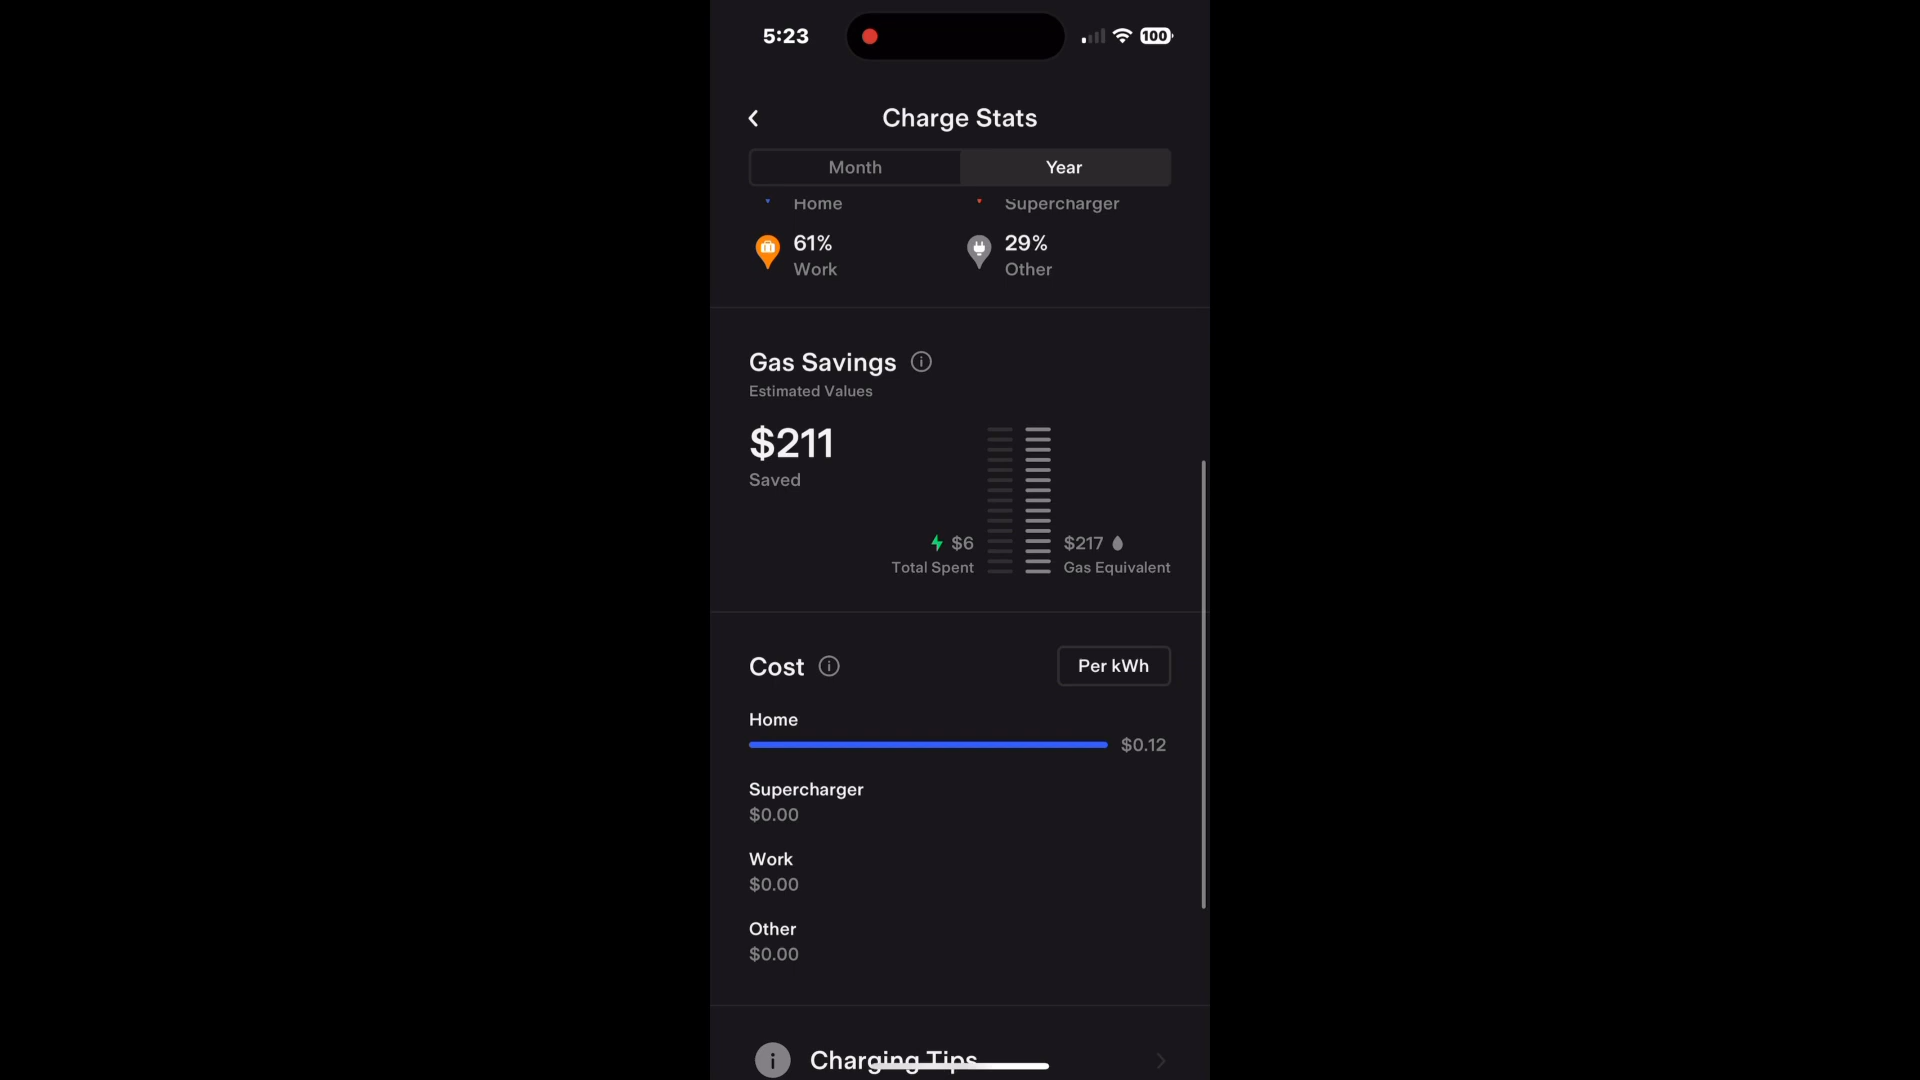 5:23
100
Charge Stats
Month
Year
Home
Supercharger
61%
Work
29%
Other
Gas Savings
Estimated Values
$211
Saved
$6
Total Spent
$217
Gas Equivalent
Cost
Per kWh
Home
$0.12
Supercharger
$0.00
Work
$0.00
Other
$0.00
Charging Tips